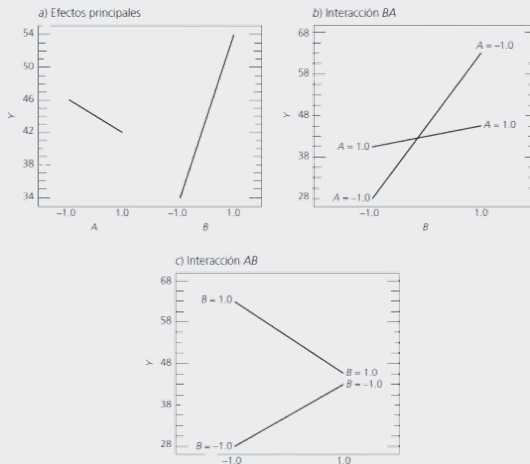 a) Efectos principales
54
50
46
42
38
34
Y
-1.0 1.0 -1.0 1.0
A B
b) Interacción BA
68
58
48
38
28
Y
A = -1.0
A = 1.0
A = 1.0
A = -1.0
-1.0 1.0
B
c) Interacción AB
68
58
48
38
28
Y
B = 1.0
B = 1.0
B = -1.0
B = -1.0
-1.0 1.0